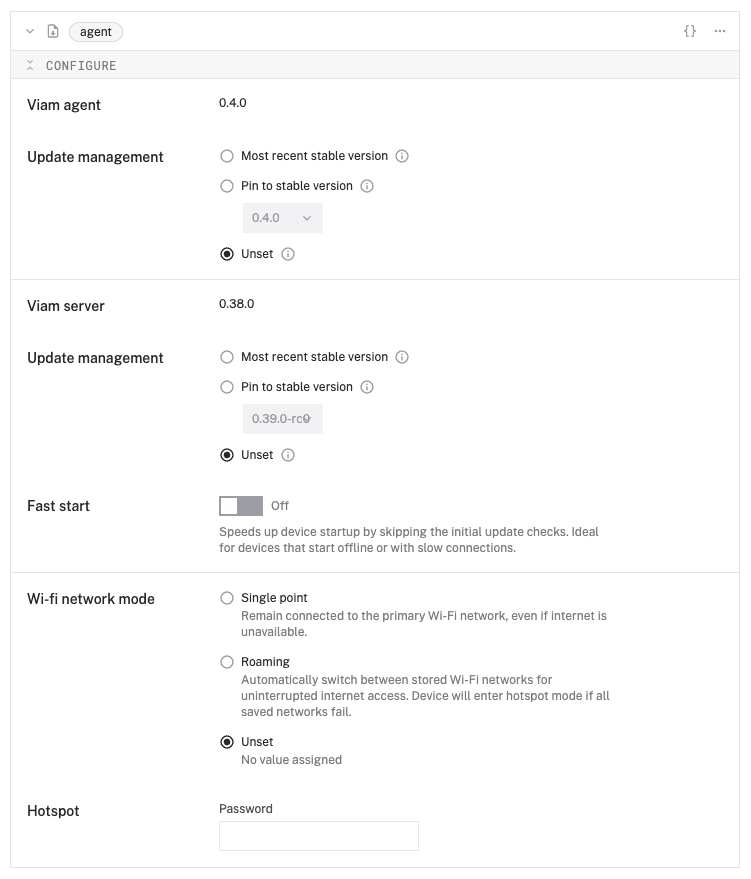 agent
{} ...
CONFIGURE
Viam agent 0.4.0
Update management
Most recent stable version
Pin to stable version
0.4.0
Unset
Viam server 0.38.0
Update management
Most recent stable version
Pin to stable version
0.39.0-rc0
Unset
Fast start
Off
Speeds up device startup by skipping the initial update checks. Ideal
for devices that start offline or with slow connections.
Wi-fi network mode
Single point
Remain connected to the primary Wi-Fi network, even if internet is
unavailable.
Roaming
Automatically switch between stored Wi-Fi networks for
uninterrupted internet access. Device will enter hotspot mode if all
saved networks fail.
Unset
No value assigned
Hotspot
Password